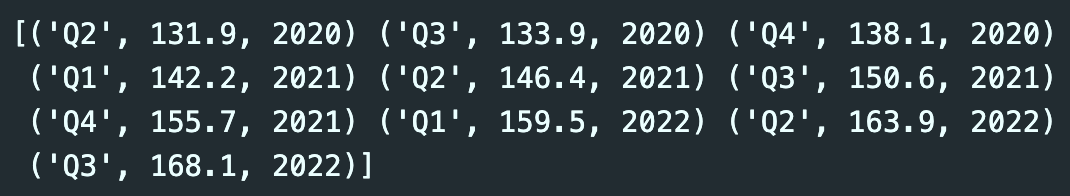 [('Q2', 131.9, 2020) ('Q3', 133.9, 2020) ('Q4', 138.1, 2020)
('Q1', 142.2, 2021) ('Q2', 146.4, 2021) ('Q3', 150.6, 2021)
('Q4', 155.7, 2021) ('Q1', 159.5, 2022) ('Q2', 163.9, 2022)
('Q3', 168.1, 2022)]